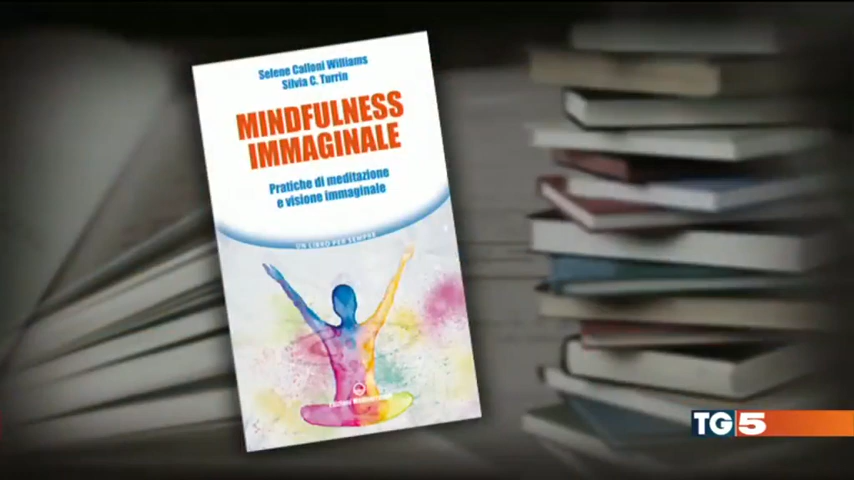 Selene Calloni Williams
Silvia C. Turrin
MINDFULNESS
IMMAGINALE
Pratiche di meditazione
e visione immaginale
UN LIBRO PER SEMPRE
TG5